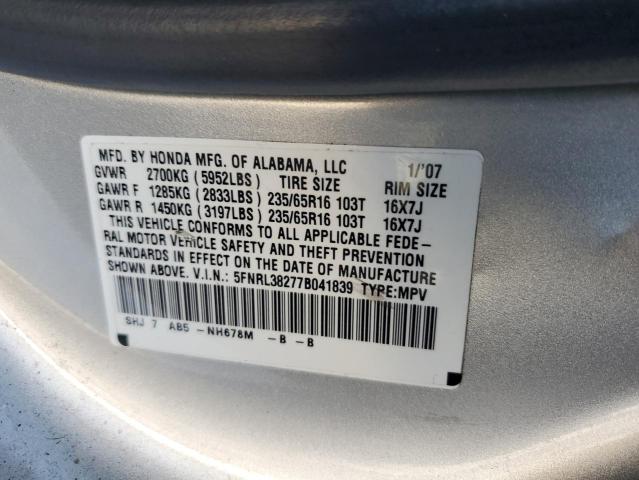 MFD. BY HONDA MFG. OF ALABAMA, LLC 1/'07
GVWR 2700KG (5952LBS) TIRE SIZE RIM SIZE
GAWR F 1285KG (2833LBS) 235/65R16 103T 16X7J
GAWR R 1450KG (3197LBS) 235/65R16 103T 16X7J
THIS VEHICLE CONFORMS TO ALL APPLICABLE FEDE-
RAL MOTOR VEHICLE SAFETY AND THEFT PREVENTION
STANDARDS IN EFFECT ON THE DATE OF MANUFACTURE
SHOWN ABOVE. V.I.N.: 5FNRL38277B041839 TYPE:MPV
SHJ 7 AB5 -NH678M -B -B